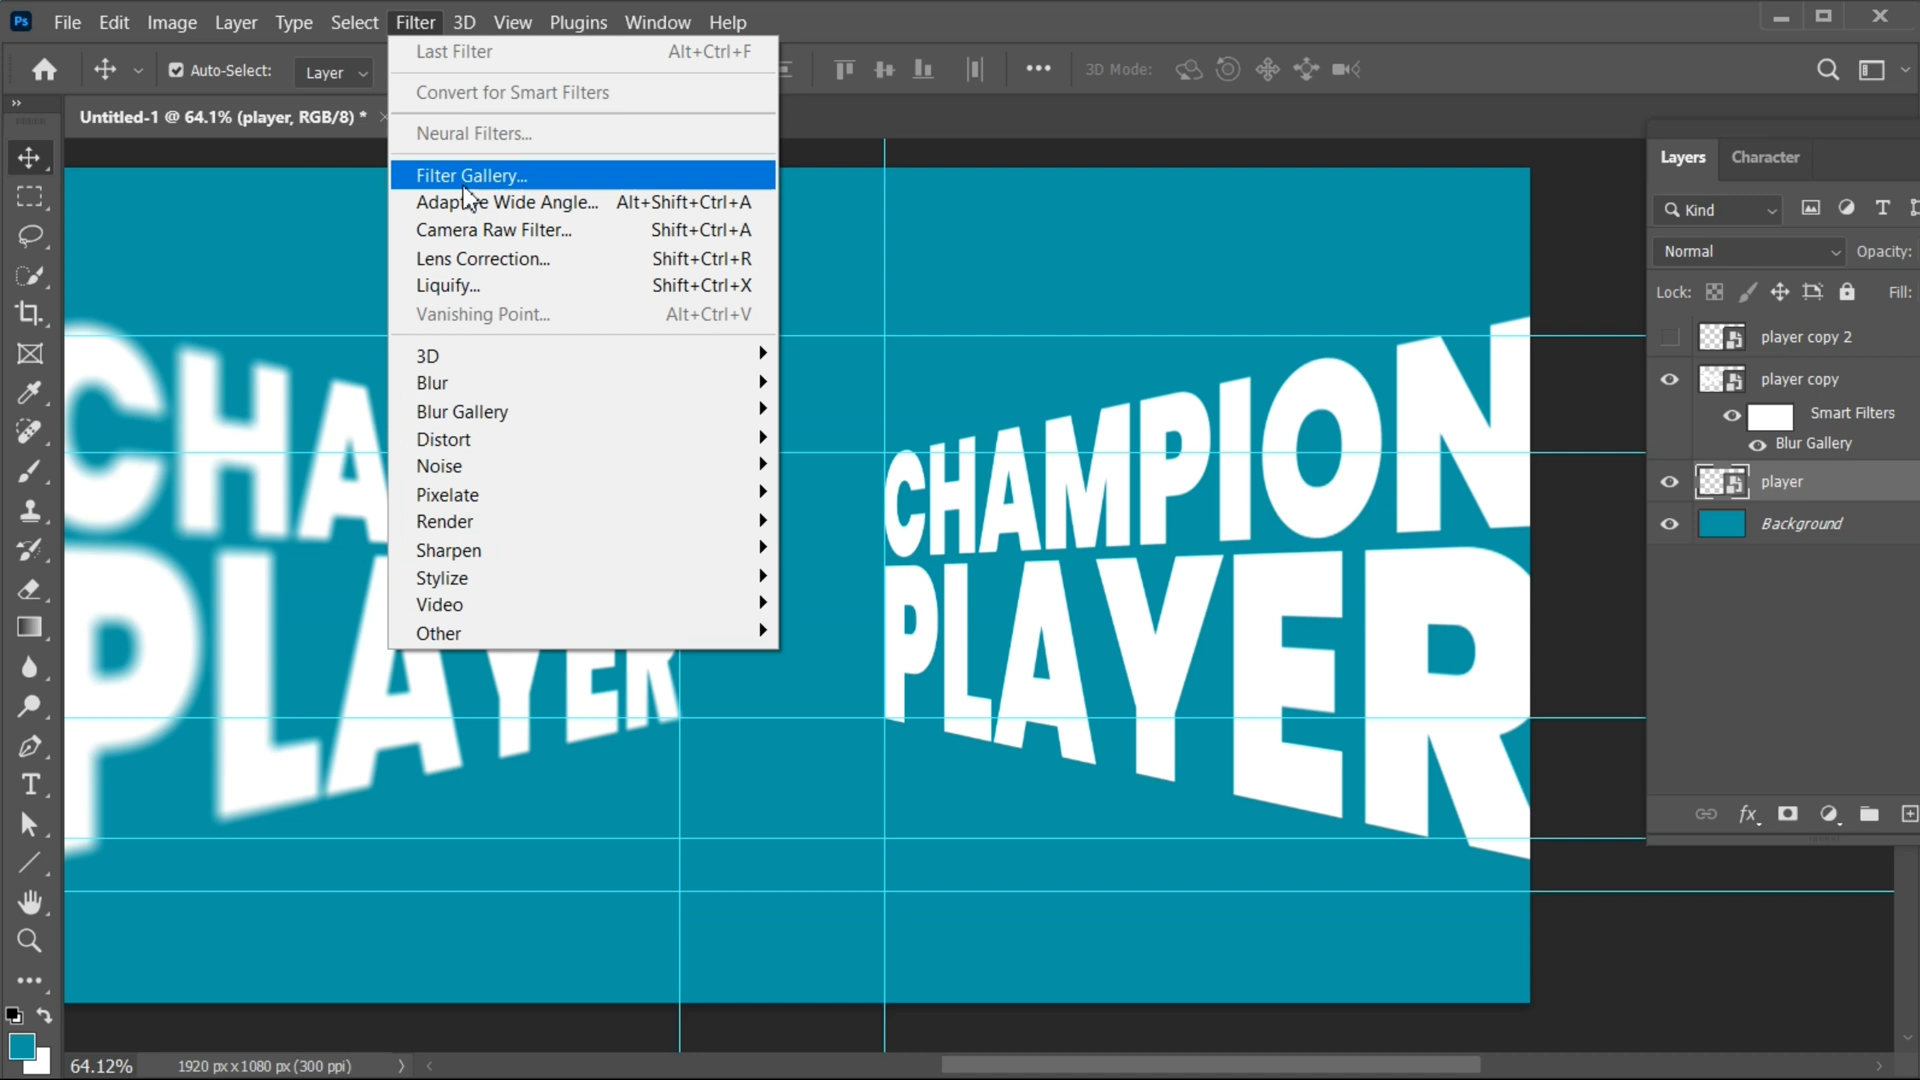 Ps File Edit Image Layer Type Select Filter 3D View Plugins Window Help
Auto-Select: Layer 3D Mode:
Untitled-1 @ 64.1% (player, RGB/8) *
Last Filter Alt+Ctrl+F
Convert for Smart Filters
Neural Filters...
Filter Gallery...
Adaptive Wide Angle... Alt+Shift+Ctrl+A
Camera Raw Filter... Shift+Ctrl+A
Lens Correction... Shift+Ctrl+R
Liquify... Shift+Ctrl+X
Vanishing Point... Alt+Ctrl+V
3D
Blur
Blur Gallery
Distort
Noise
Pixelate
Render
Sharpen
Stylize
Video
Other
CHA
PLAYER
CHAMPION
PLAYER
Layers Character
Kind
Normal Opacity:
Lock: Fill:
player copy 2
player copy
Smart Filters
Blur Gallery
player
Background
fx
64.12% 1920 px x 1080 px (300 ppi)